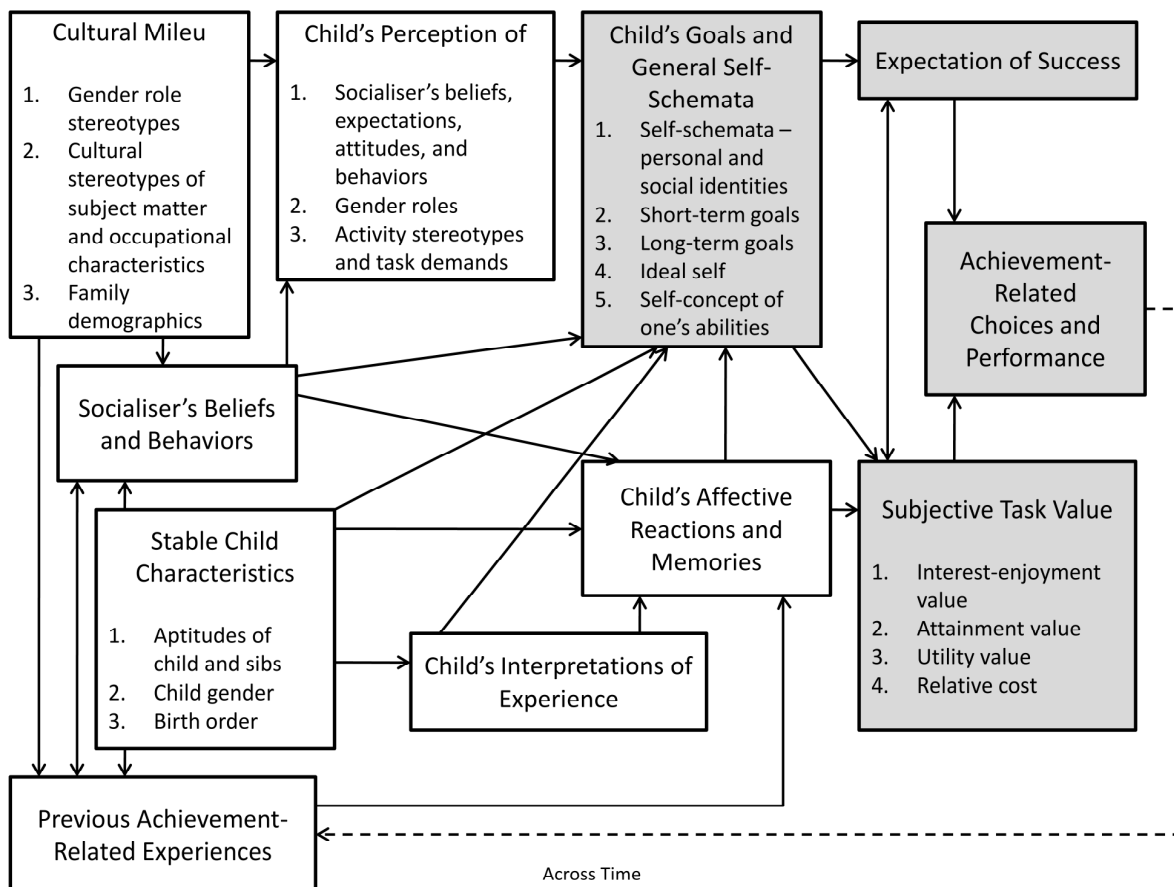 Cultural Mileu
1. Gender role
stereotypes
2. Cultural
stereotypes of
subject matter
and occupational
characteristics
3. Family
demographics
Child’s Perception of
1. Socialiser’s beliefs,
expectations,
attitudes, and
behaviors
2. Gender roles
3. Activity stereotypes
and task demands
Child’s Goals and
General Self-
Schemata
1. Self-schemata –
personal and
social identities
2. Short-term goals
3. Long-term goals
4. Ideal self
5. Self-concept of
one’s abilities
Expectation of Success
Achievement-
Related
Choices and
Performance
Socialiser’s Beliefs
and Behaviors
Stable Child
Characteristics
1. Aptitudes of
child and sibs
2. Child gender
3. Birth order
Child’s Affective
Reactions and
Memories
Subjective Task Value
1. Interest-enjoyment
value
2. Attainment value
3. Utility value
4. Relative cost
Child’s Interpretations of
Experience
Previous Achievement-
Related Experiences
Across Time